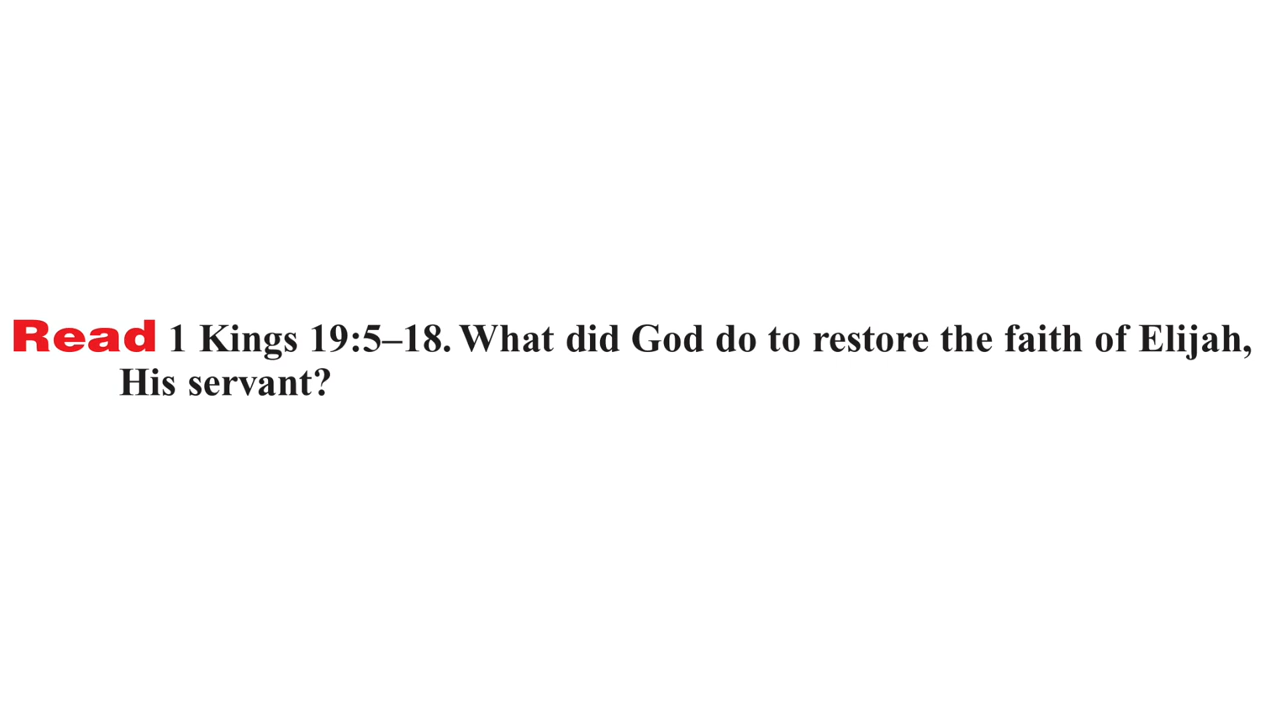 Read 1 Kings 19:5–18. What did God do to restore the faith of Elijah,
His servant?